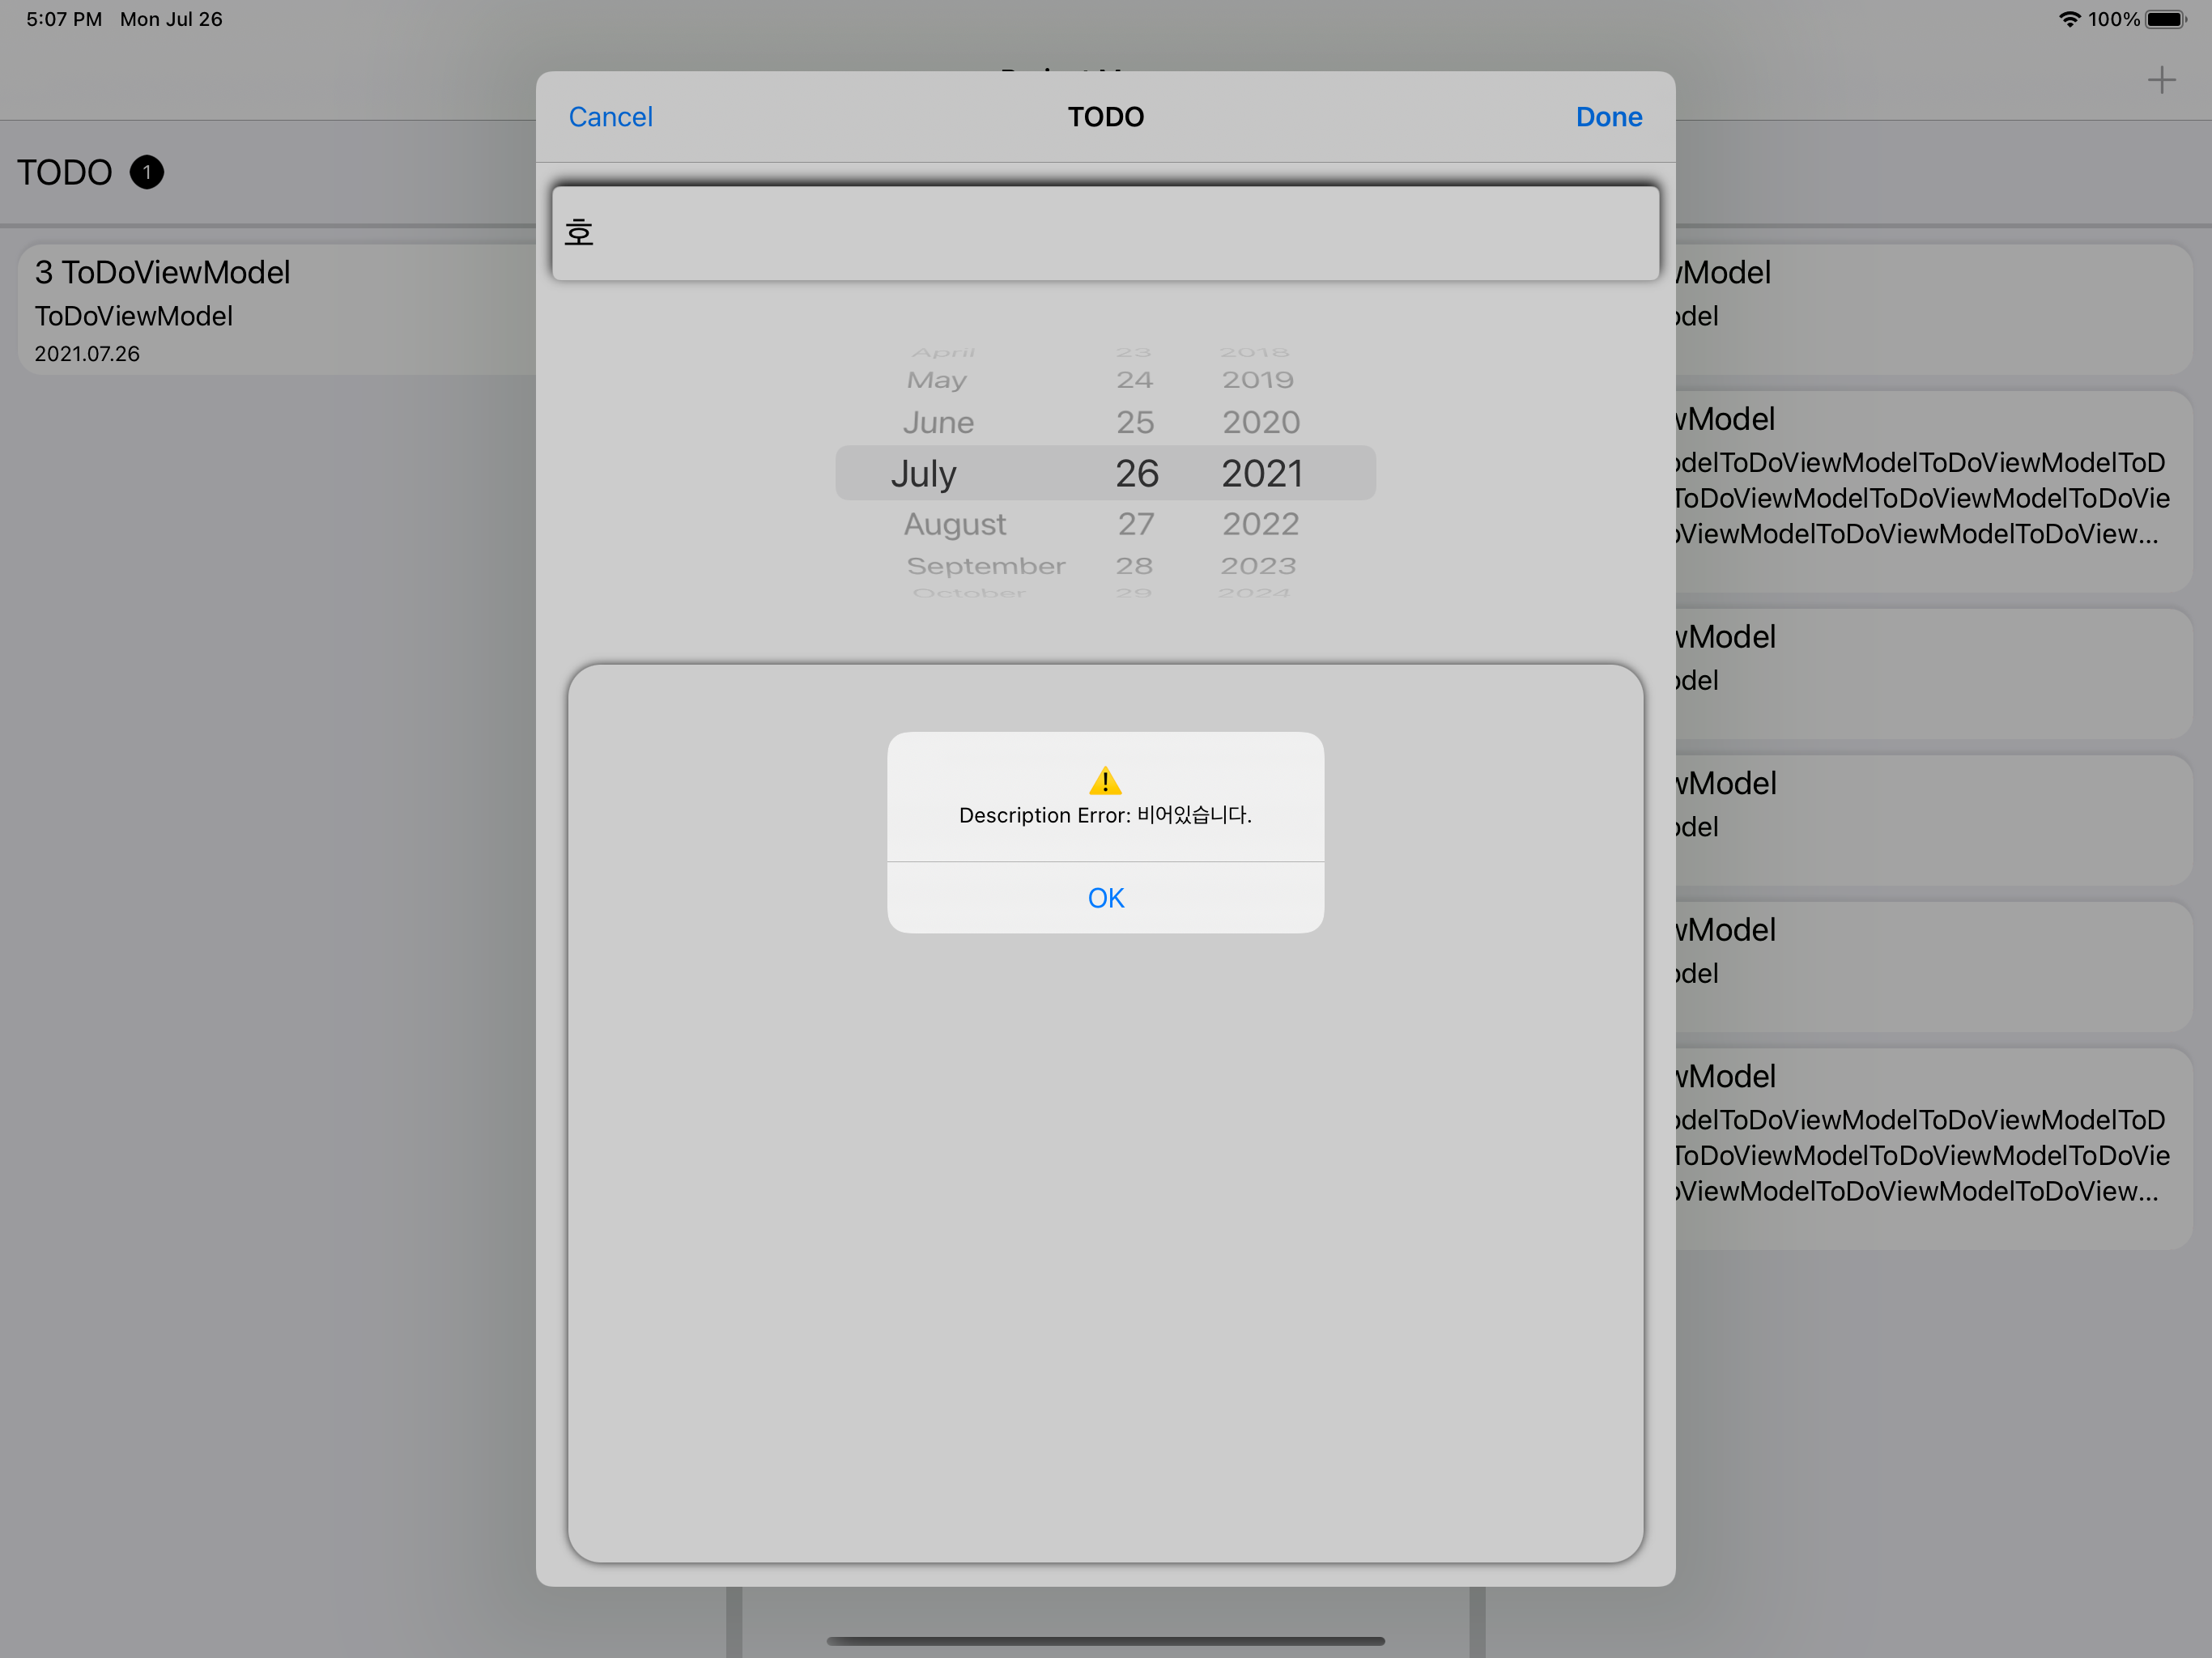 5:07 PM Mon Jul 26
100%
Cancel
TODO
Done
TODO 1
호
3 ToDoViewModel
ToDoViewModel
2021.07.26
April 23 2018
May 24 2019
June 25 2020
July 26 2021
August 27 2022
September 28 2023
October 29 2024
⚠️
Description Error: 비어있습니다.
OK
wModel
odel
wModel
odelToDoViewModelToDoViewModelToD
ToDoViewModelToDoViewModelToDoVie
oViewModelToDoViewModelToDoView...
wModel
odel
wModel
odel
wModel
odel
wModel
odelToDoViewModelToDoViewModelToD
ToDoViewModelToDoViewModelToDoVie
oViewModelToDoViewModelToDoView...